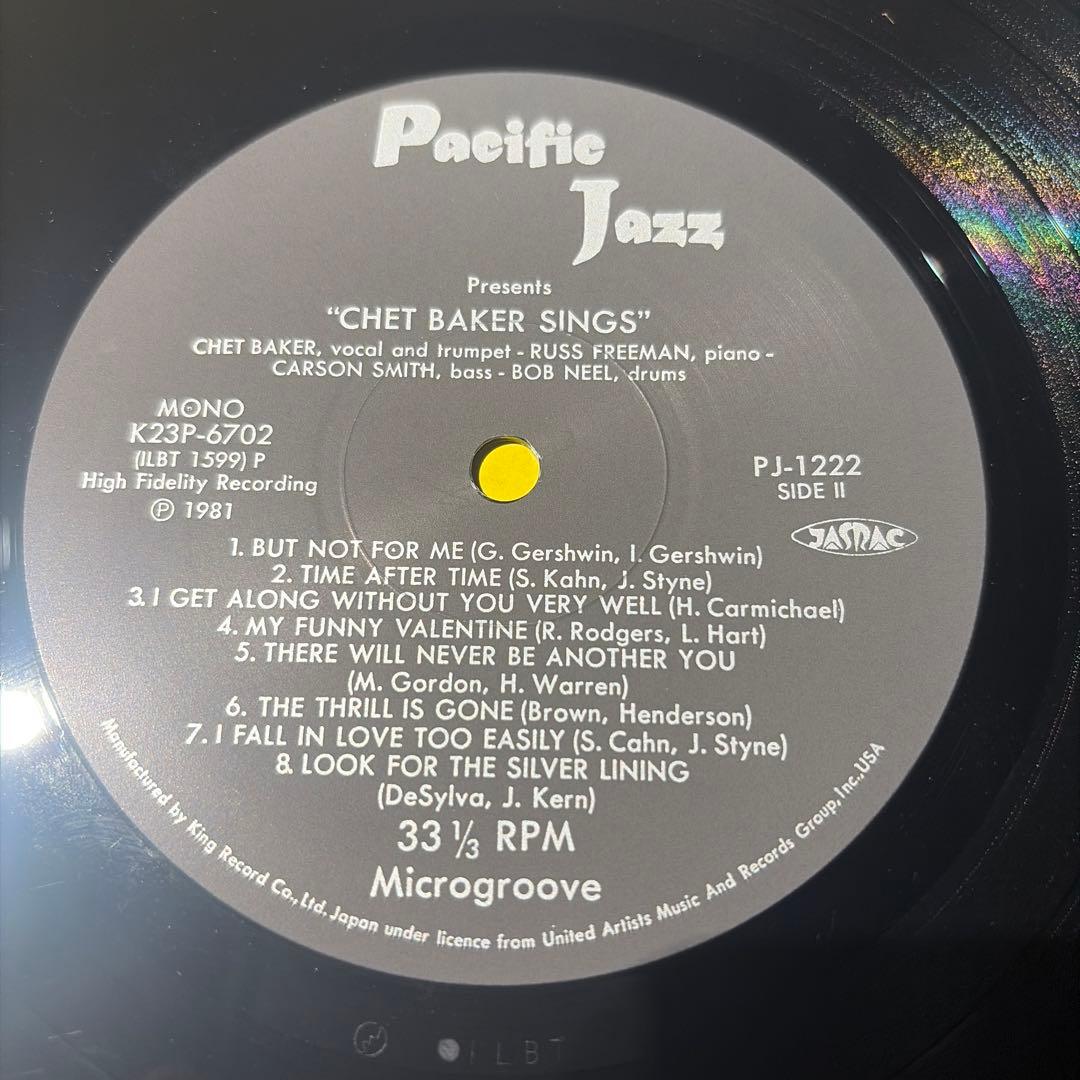 Pacific
Jazz
Presents
"CHET BAKER SINGS"
CHET BAKER, vocal and trumpet - RUSS FREEMAN, piano -
CARSON SMITH, bass - BOB NEEL, drums
MONO
K23P-6702
(ILBT 1599) P
High Fidelity Recording
Ⓟ 1981
PJ-1222
SIDE II
JASRAC
1. BUT NOT FOR ME (G. Gershwin, I. Gershwin)
2. TIME AFTER TIME (S. Kahn, J. Styne)
3. I GET ALONG WITHOUT YOU VERY WELL (H. Carmichael)
4. MY FUNNY VALENTINE (R. Rodgers, L. Hart)
5. THERE WILL NEVER BE ANOTHER YOU
(M. Gordon, H. Warren)
6. THE THRILL IS GONE (Brown, Henderson)
7. I FALL IN LOVE TOO EASILY (S. Cahn, J. Styne)
8. LOOK FOR THE SILVER LINING
(DeSylva, J. Kern)
33 1/3 RPM
Microgroove
Manufactured by King Record Co., Ltd. Japan under licence from United Artists Music And Records Group, Inc., USA
ILBT